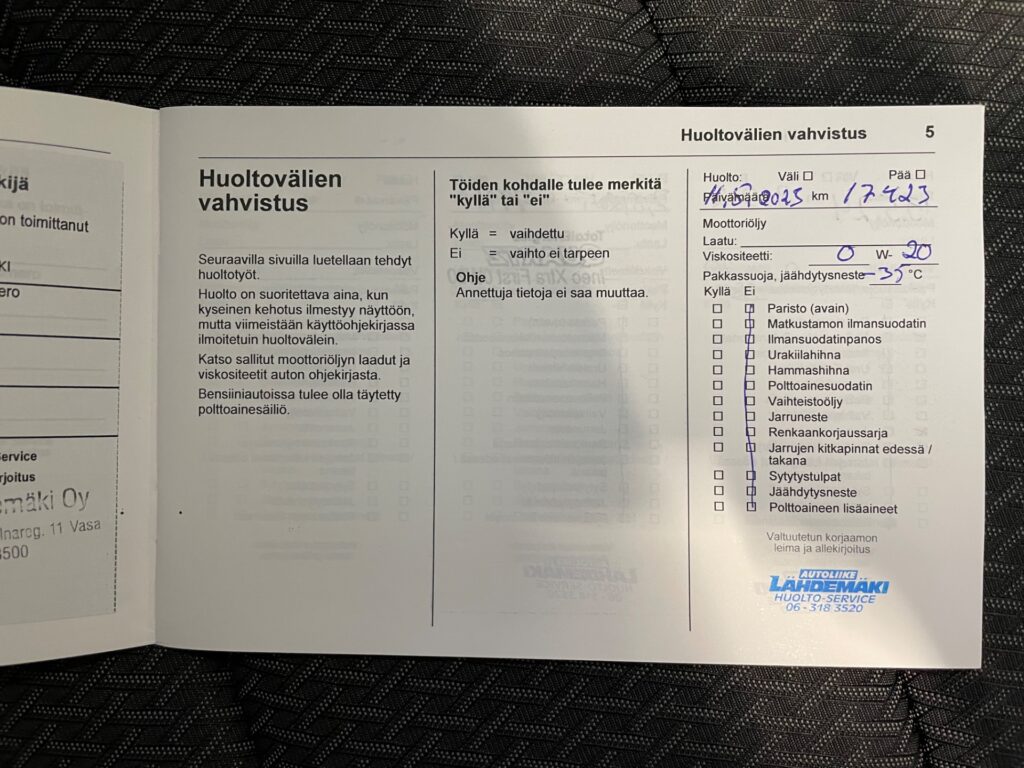 kijä
on toimittanut
KI
ero
Service
rjoitus
emäki Oy
lnareg. 11 Vasa
500
Huoltovälien vahvistus 5
Huoltovälien
vahvistus
Seuraavilla sivuilla luetellaan tehdyt
huoltotyöt.
Huolto on suoritettava aina, kun
kyseinen kehotus ilmestyy näyttöön,
mutta viimeistään käyttöohjekirjassa
ilmoitetuin huoltovälein.
Katso sallitut moottoriöljyn laadut ja
viskositeetit auton ohjekirjasta.
Bensiiniautoissa tulee olla täytetty
polttoainesäiliö.
Töiden kohdalle tulee merkitä
"kyllä" tai "ei"
Kyllä = vaihdettu
Ei = vaihto ei tarpeen
Ohje
Annettuja tietoja ei saa muuttaa.
Huolto: Väli Pää
Päivämäärä 2023 km 17423
Moottoriöljy
Laatu:
Viskositeetti: 0 W- 20
Pakkassuoja, jäähdytysneste -35 °C
Kyllä Ei
Paristo (avain)
Matkustamon ilmansuodatin
Ilmansuodatinpanos
Urakiilahihna
Hammashihna
Polttoainesuodatin
Vaihteistoöljy
Jarruneste
Renkaankorjaussarja
Jarrujen kitkapinnat edessä /
takana
Sytytystulpat
Jäähdytysneste
Polttoaineen lisäaineet
Valtuutetun korjaamon
leima ja allekirjoitus
AUTOLIIKE
LÄHDEMÄKI
HUOLTO-SERVICE
06 - 318 3520